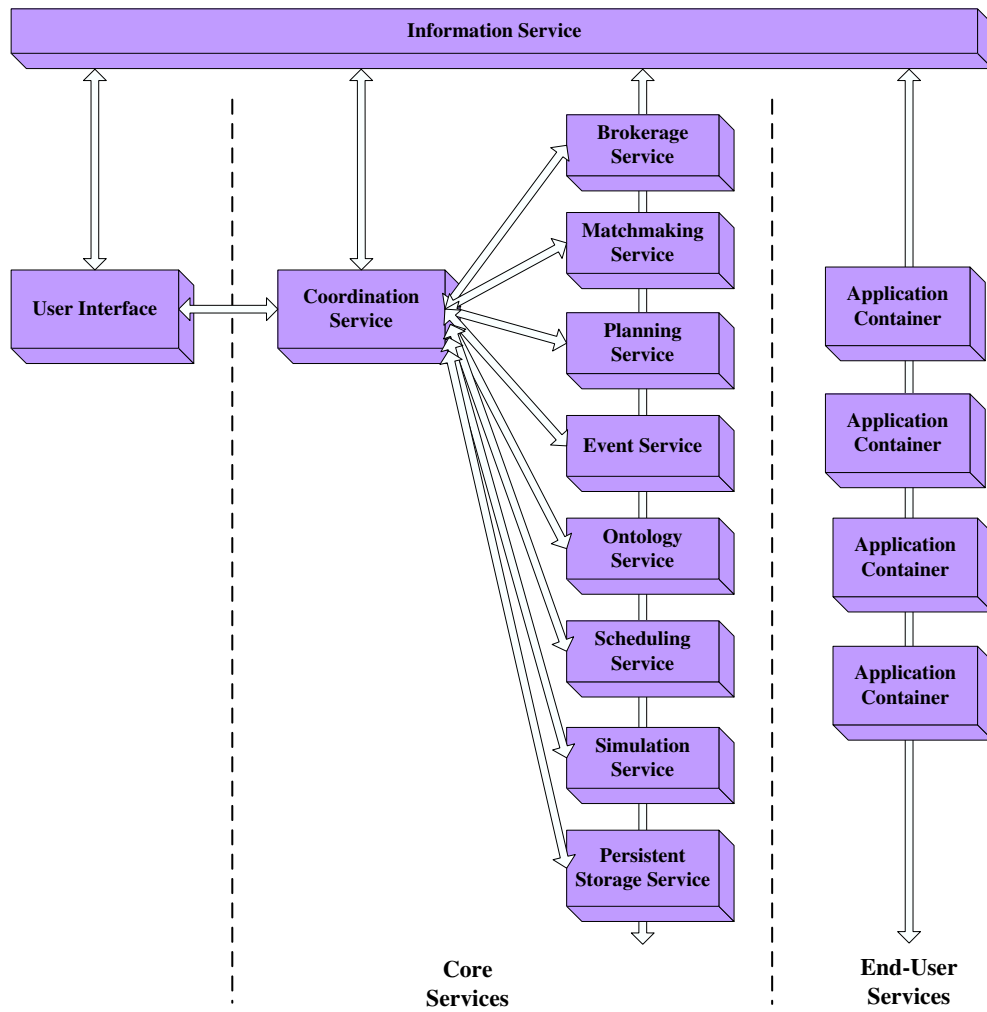 Information Service
User Interface
Coordination
Service
Brokerage
Service
Matchmaking
Service
Planning
Service
Event Service
Ontology
Service
Scheduling
Service
Simulation
Service
Persistent
Storage Service
Application
Container
Application
Container
Application
Container
Application
Container
Core
Services
End-User
Services